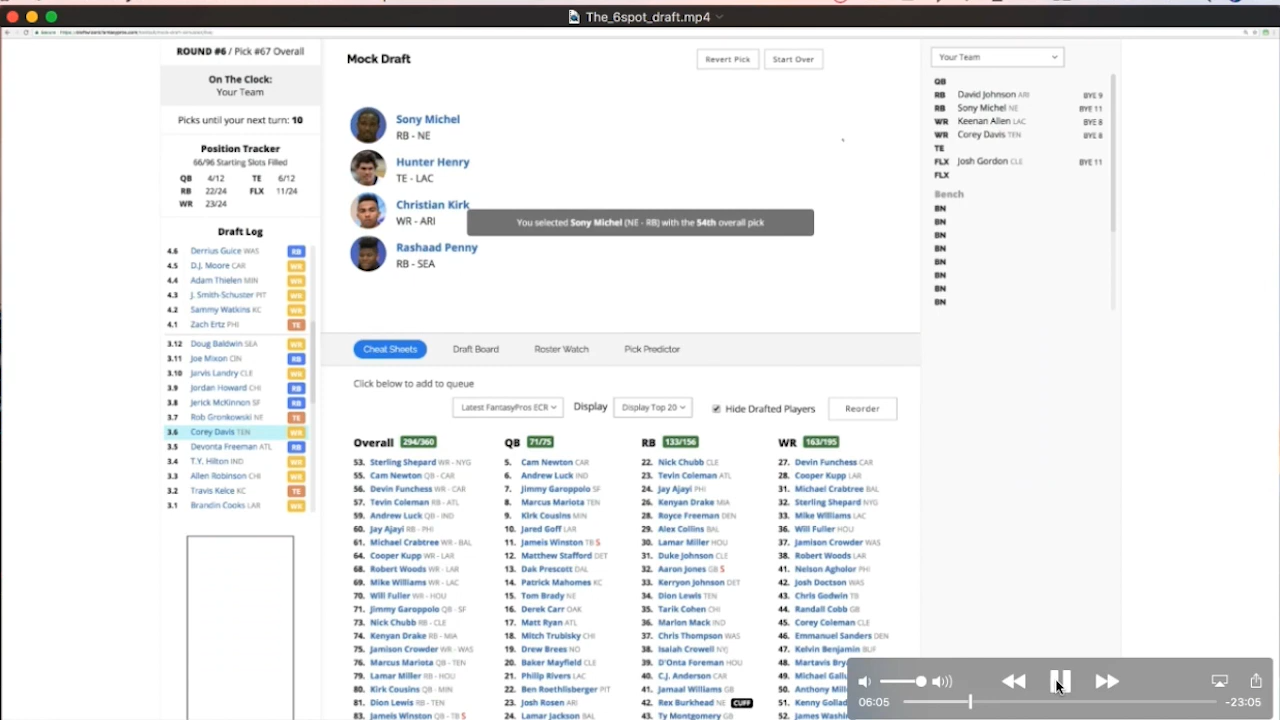 The_6spot_draft.mp4
ROUND #6 / Pick #67 Overall
On The Clock:
Your Team
Picks until your next turn: 10
Position Tracker
66/96 Starting Slots Filled
QB 4/12 TE 6/12
RB 22/24 FLX 11/24
WR 23/24
Draft Log
4.6 Derrius Guice WAS RB
4.5 D.J. Moore CAR WR
4.4 Adam Thielen MIN WR
4.3 J. Smith-Schuster PIT WR
4.2 Sammy Watkins KC WR
4.1 Zach Ertz PHI TE
3.12 Doug Baldwin SEA WR
3.11 Joe Mixon CIN RB
3.10 Jarvis Landry CLE WR
3.9 Jordan Howard CHI RB
3.8 Jerick McKinnon SF RB
3.7 Rob Gronkowski NE TE
3.6 Corey Davis TEN WR
3.5 Devonta Freeman ATL RB
3.4 T.Y. Hilton IND WR
3.3 Allen Robinson CHI WR
3.2 Travis Kelce KC TE
3.1 Brandin Cooks LAR WR
Mock Draft
Revert Pick
Start Over
Sony Michel
RB - NE
Hunter Henry
TE - LAC
Christian Kirk
WR - ARI
Rashaad Penny
RB - SEA
You selected Sony Michel (NE - RB) with the 54th overall pick
Cheat Sheets
Draft Board
Roster Watch
Pick Predictor
Click below to add to queue
Latest FantasyPros ECR
Display
Display Top 20
Hide Drafted Players
Reorder
Overall 294/360
53. Sterling Shepard WR - NYG
55. Cam Newton QB - CAR
56. Devin Funchess WR - CAR
57. Tevin Coleman RB - ATL
59. Andrew Luck QB - IND
60. Jay Ajayi RB - PHI
61. Michael Crabtree WR - BAL
64. Cooper Kupp WR - LAR
68. Robert Woods WR - LAR
69. Mike Williams WR - LAC
70. Will Fuller WR - HOU
71. Jimmy Garoppolo QB - SF
73. Nick Chubb RB - CLE
74. Kenyan Drake RB - MIA
75. Jamison Crowder WR - WAS
76. Marcus Mariota QB - TEN
79. Lamar Miller RB - HOU
80. Kirk Cousins QB - MIN
81. Dion Lewis RB - TEN
83. Jameis Winston QB - TB S
QB 71/75
5. Cam Newton CAR
6. Andrew Luck IND
7. Jimmy Garoppolo SF
8. Marcus Mariota TEN
9. Kirk Cousins MIN
10. Jared Goff LAR
11. Jameis Winston TB S
12. Matthew Stafford DET
13. Dak Prescott DAL
14. Patrick Mahomes KC
15. Tom Brady NE
16. Derek Carr OAK
17. Matt Ryan ATL
18. Mitch Trubisky CHI
19. Drew Brees NO
20. Baker Mayfield CLE
21. Philip Rivers LAC
22. Ben Roethlisberger PIT
23. Josh Rosen ARI
24. Lamar Jackson BAL
RB 133/156
22. Nick Chubb CLE
23. Tevin Coleman ATL
24. Jay Ajayi PHI
26. Kenyan Drake MIA
28. Royce Freeman DEN
29. Alex Collins BAL
30. Lamar Miller HOU
31. Duke Johnson CLE
32. Aaron Jones GB S
33. Kerryon Johnson DET
34. Dion Lewis TEN
35. Tarik Cohen CHI
36. Marlon Mack IND
37. Chris Thompson WAS
38. Isaiah Crowell NYJ
39. D'Onta Foreman HOU
40. C.J. Anderson CAR
41. Jamaal Williams GB
42. Rex Burkhead NE CUFF
43. Ty Montgomery GB
WR 163/195
27. Devin Funchess CAR
28. Cooper Kupp LAR
31. Michael Crabtree BAL
32. Sterling Shepard NYG
33. Mike Williams LAC
36. Will Fuller HOU
37. Jamison Crowder WAS
38. Robert Woods LAR
41. Nelson Agholor PHI
42. Josh Doctson WAS
43. Chris Godwin TB
44. Randall Cobb GB
45. Corey Coleman CLE
46. Emmanuel Sanders DEN
47. Kelvin Benjamin BUF
48. Martavis
49. Michael
50. Anthony
51. Kenny
52. James
Your Team
QB
RB David Johnson ARI BYE 9
RB Sony Michel NE BYE 11
WR Keenan Allen LAC BYE 8
WR Corey Davis TEN BYE 8
TE
FLX Josh Gordon CLE BYE 11
FLX
Bench
BN
BN
BN
BN
BN
BN
BN
BN
06:05
-23:05